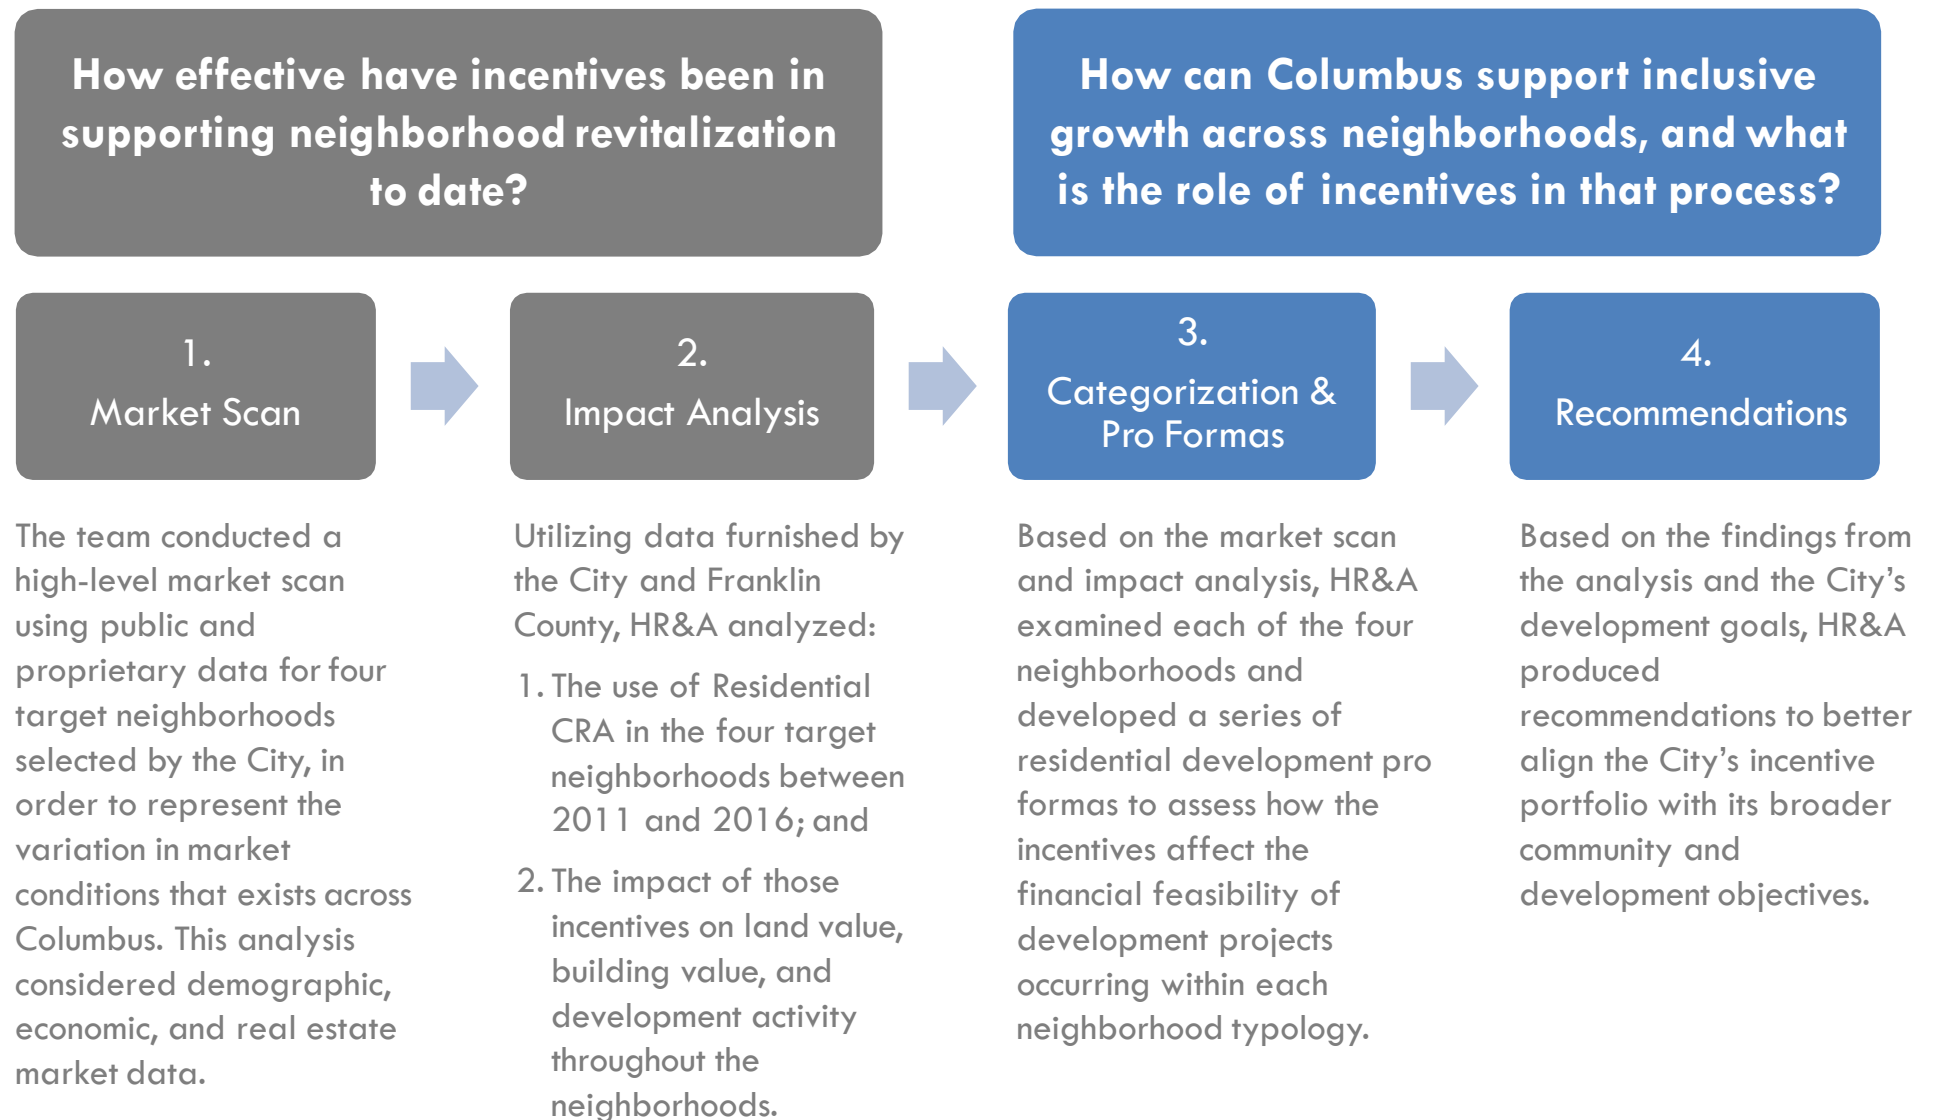 How effective have incentives been in
supporting neighborhood revitalization
to date?
How can Columbus support inclusive
growth across neighborhoods, and what
is the role of incentives in that process?
1.
Market Scan
2.
Impact Analysis
3.
Categorization &
Pro Formas
4.
Recommendations
The team conducted a
high-level market scan
using public and
proprietary data for four
target neighborhoods
selected by the City, in
order to represent the
variation in market
conditions that exists across
Columbus. This analysis
considered demographic,
economic, and real estate
market data.
Utilizing data furnished by
the City and Franklin
County, HR&A analyzed:
1. The use of Residential
CRA in the four target
neighborhoods between
2011 and 2016; and
2. The impact of those
incentives on land value,
building value, and
development activity
throughout the
neighborhoods.
Based on the market scan
and impact analysis, HR&A
examined each of the four
neighborhoods and
developed a series of
residential development pro
formas to assess how the
incentives affect the
financial feasibility of
development projects
occurring within each
neighborhood typology.
Based on the findings from
the analysis and the City’s
development goals, HR&A
produced
recommendations to better
align the City’s incentive
portfolio with its broader
community and
development objectives.